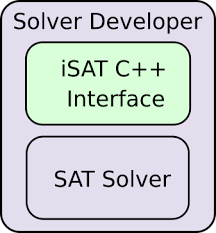 Solver Developer
iSAT C++
Interface
SAT Solver